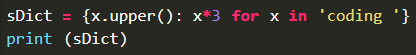 sDict = {x.upper(): x*3 for x in 'coding '}
print (sDict)